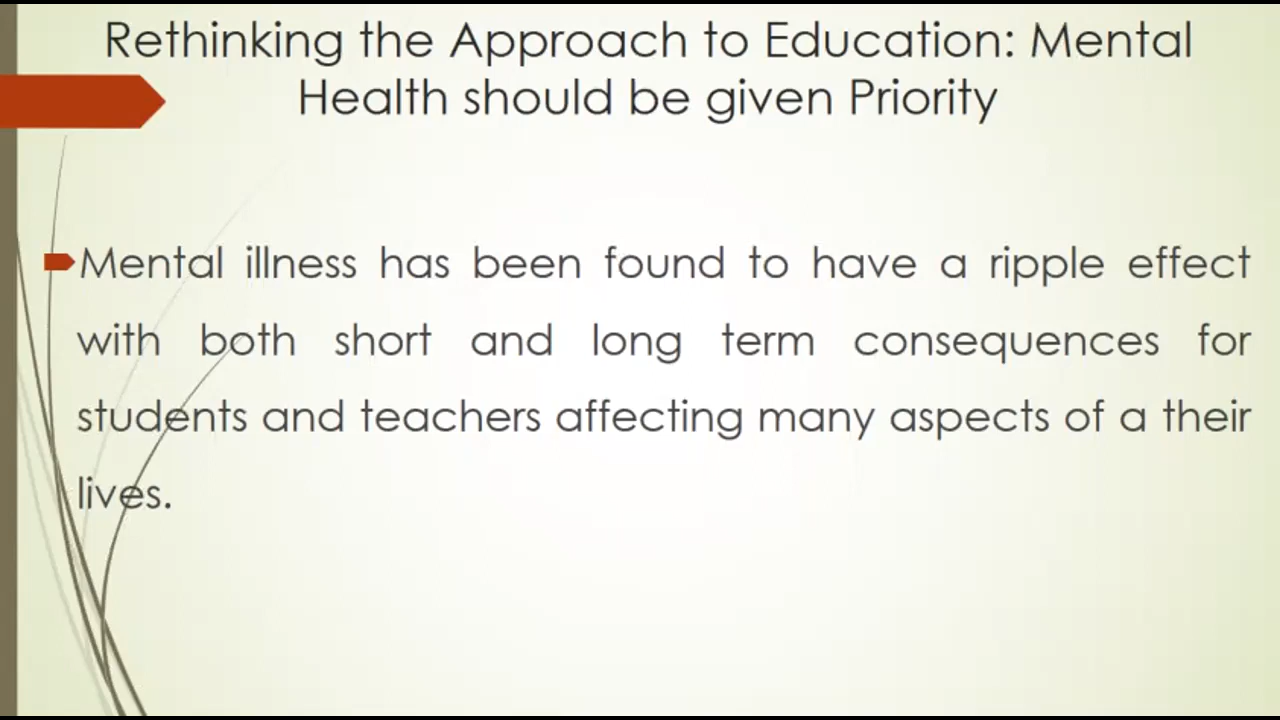 Rethinking the Approach to Education: Mental
Health should be given Priority
Mental illness has been found to have a ripple effect
with both short and long term consequences for
students and teachers affecting many aspects of a their
lives.